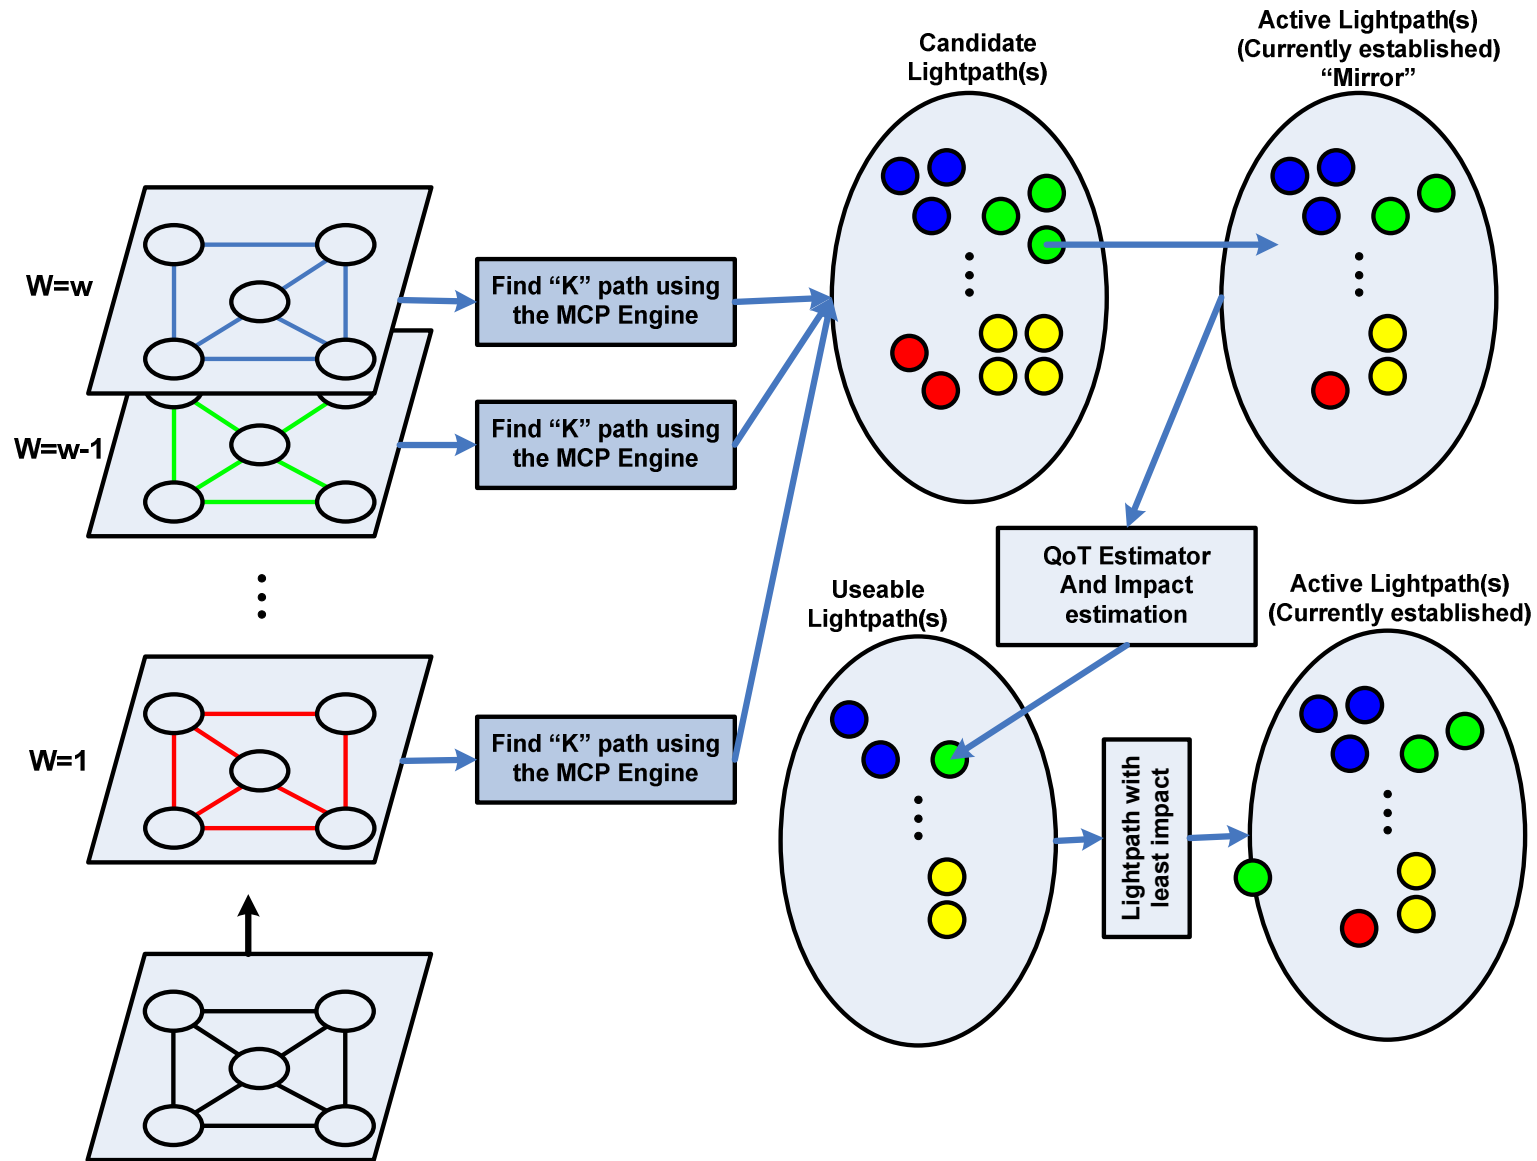 Candidate
Lightpath(s)
Active Lightpath(s)
(Currently established)
“Mirror”
W=w
Find “K” path using
the MCP Engine
W=w-1
Find “K” path using
the MCP Engine
QoT Estimator
And Impact
estimation
Useable
Lightpath(s)
Active Lightpath(s)
(Currently established)
W=1
Find “K” path using
the MCP Engine
Lightpath with
least impact